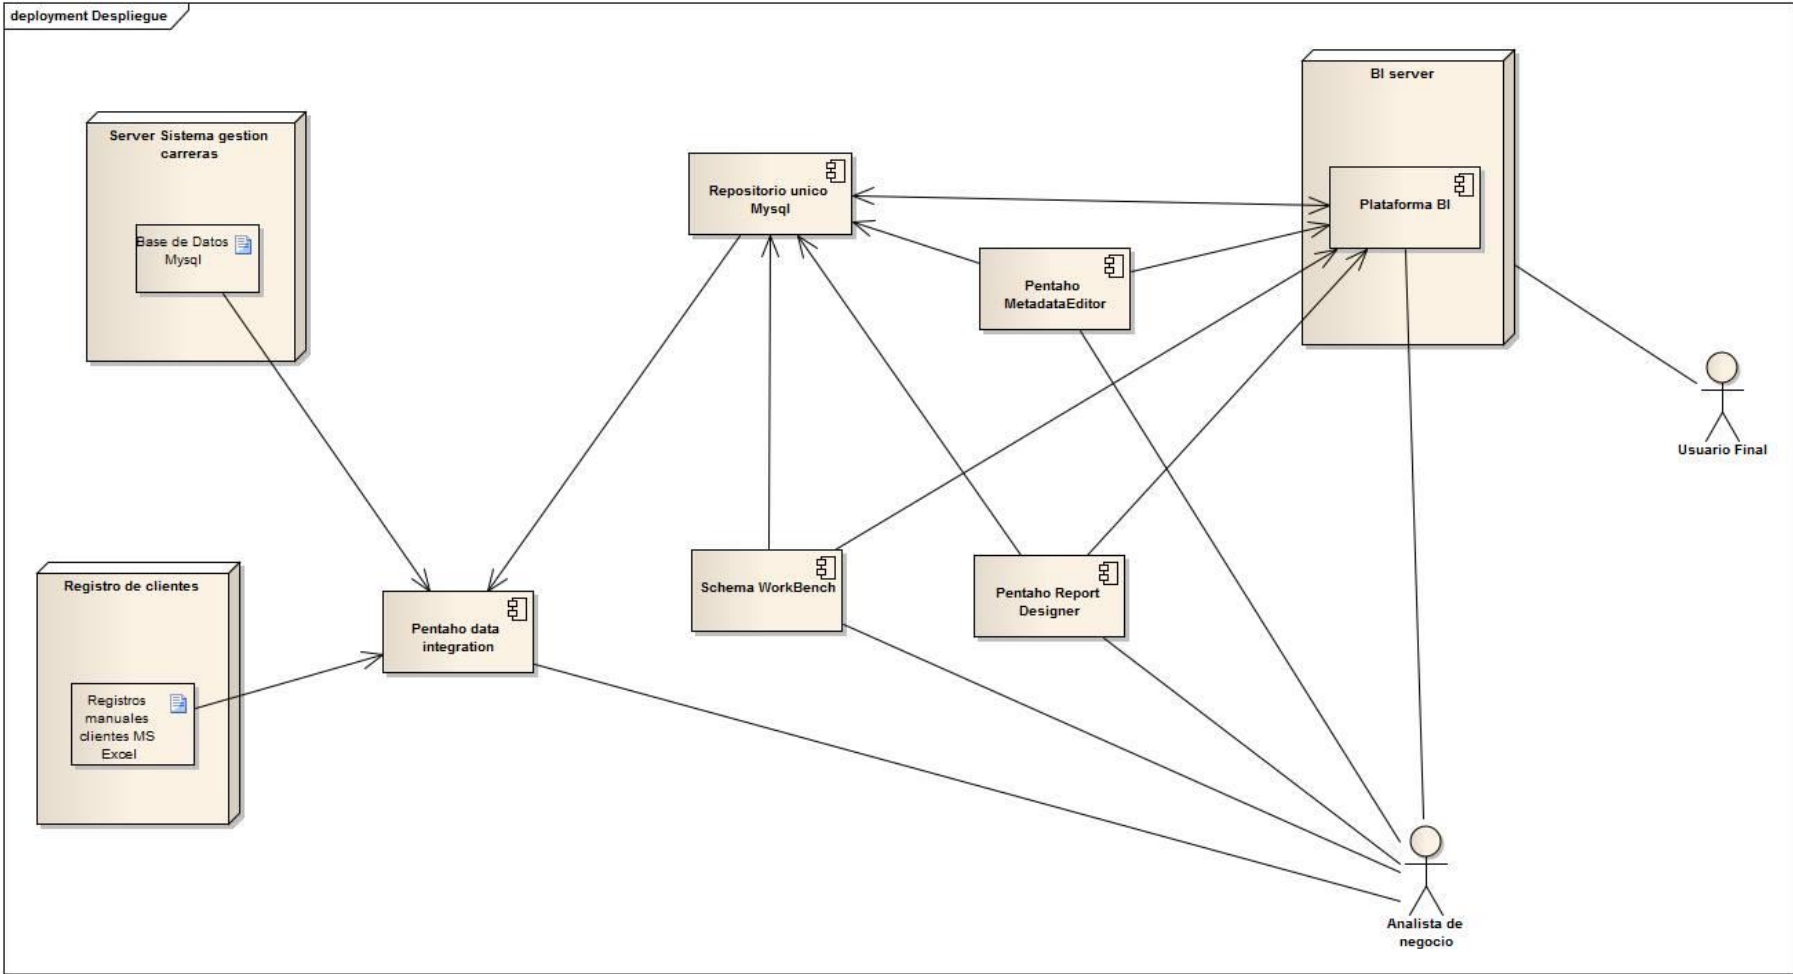 deployment Despliegue
BI server
Server Sistema gestion
carreras
Repositorio unico
Mysql
Plataforma BI
Base de Datos
Mysql
Pentaho
MetadataEditor
Usuario Final
Registro de clientes
Schema WorkBench
Pentaho Report
Designer
Pentaho data
integration
Registros
manuales
clientes MS
Excel
Analista de
negocio